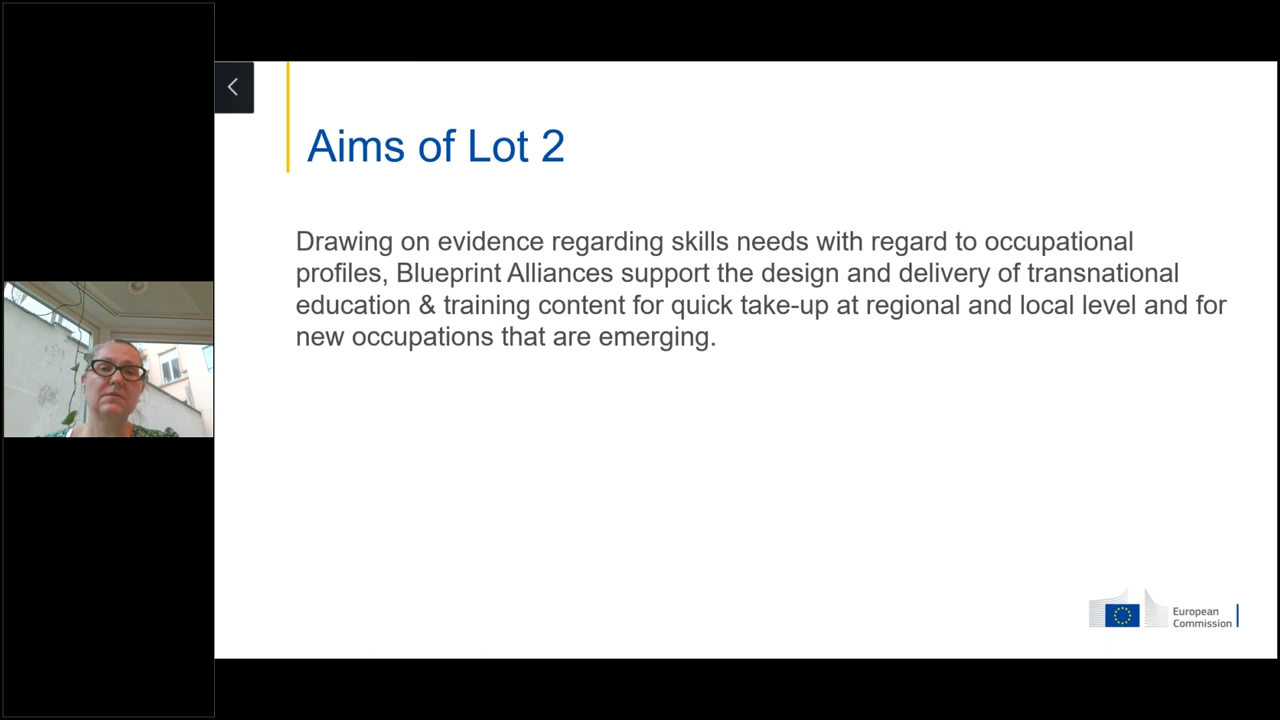 Aims of Lot 2
Drawing on evidence regarding skills needs with regard to occupational
profiles, Blueprint Alliances support the design and delivery of transnational
education & training content for quick take-up at regional and local level and for
new occupations that are emerging.
European
Commission